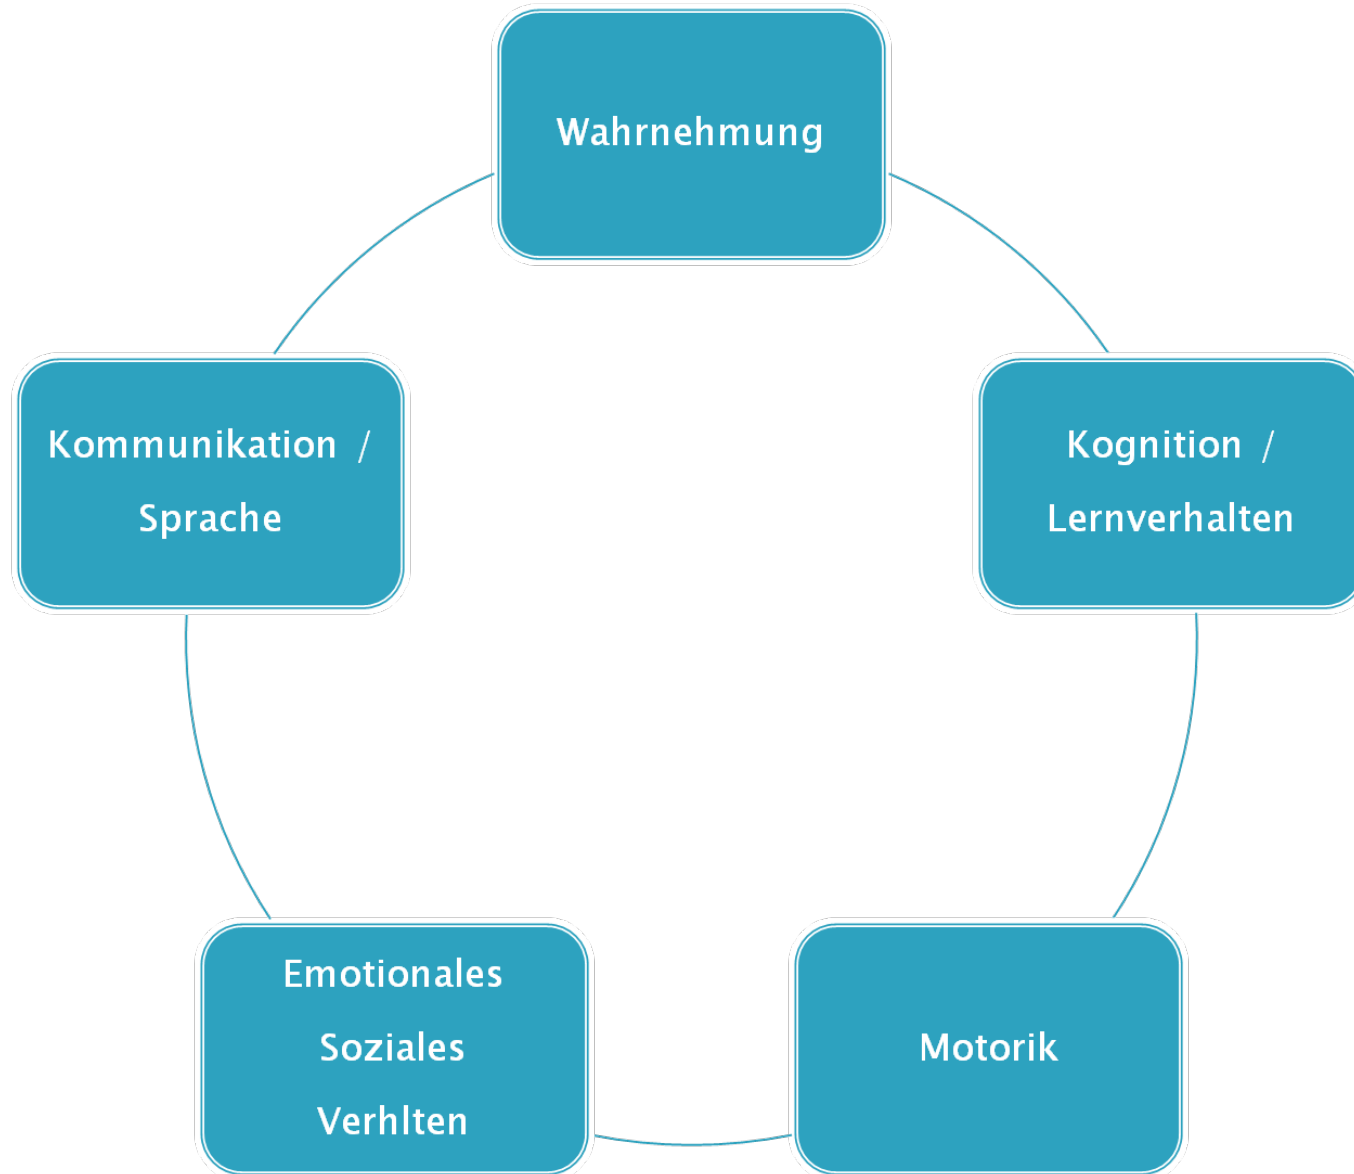 Wahrnehmung
Kommunikation /
Sprache
Kognition /
Lernverhalten
Emotionales
Soziales
Verhlten
Motorik